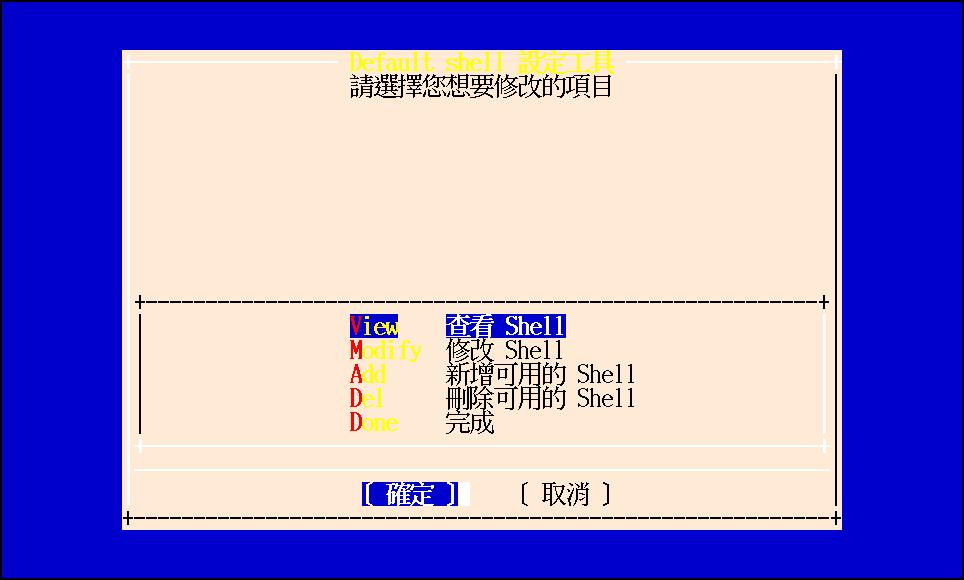 Default shell 設定工具
請選擇您想要修改的項目
View 查看 Shell
Modify 修改 Shell
Add 新增可用的 Shell
Del 刪除可用的 Shell
Done 完成
[ 確定 ] [ 取消 ]